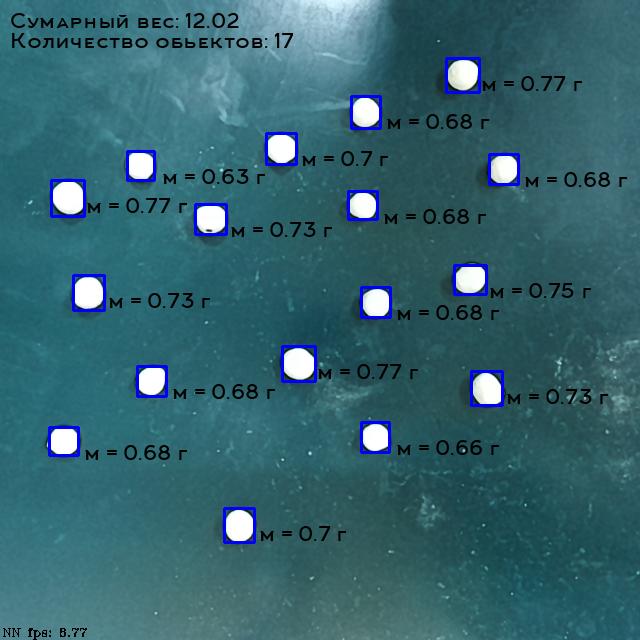 Сумарный вес: 12.02
Количество обьектов: 17
м = 0.77 г
м = 0.68 г
м = 0.7 г
м = 0.63 г
м = 0.68 г
м = 0.77 г
м = 0.68 г
м = 0.73 г
м = 0.75 г
м = 0.73 г
м = 0.68 г
м = 0.77 г
м = 0.68 г
м = 0.73 г
м = 0.66 г
м = 0.68 г
м = 0.7 г
NN fps: 8.77